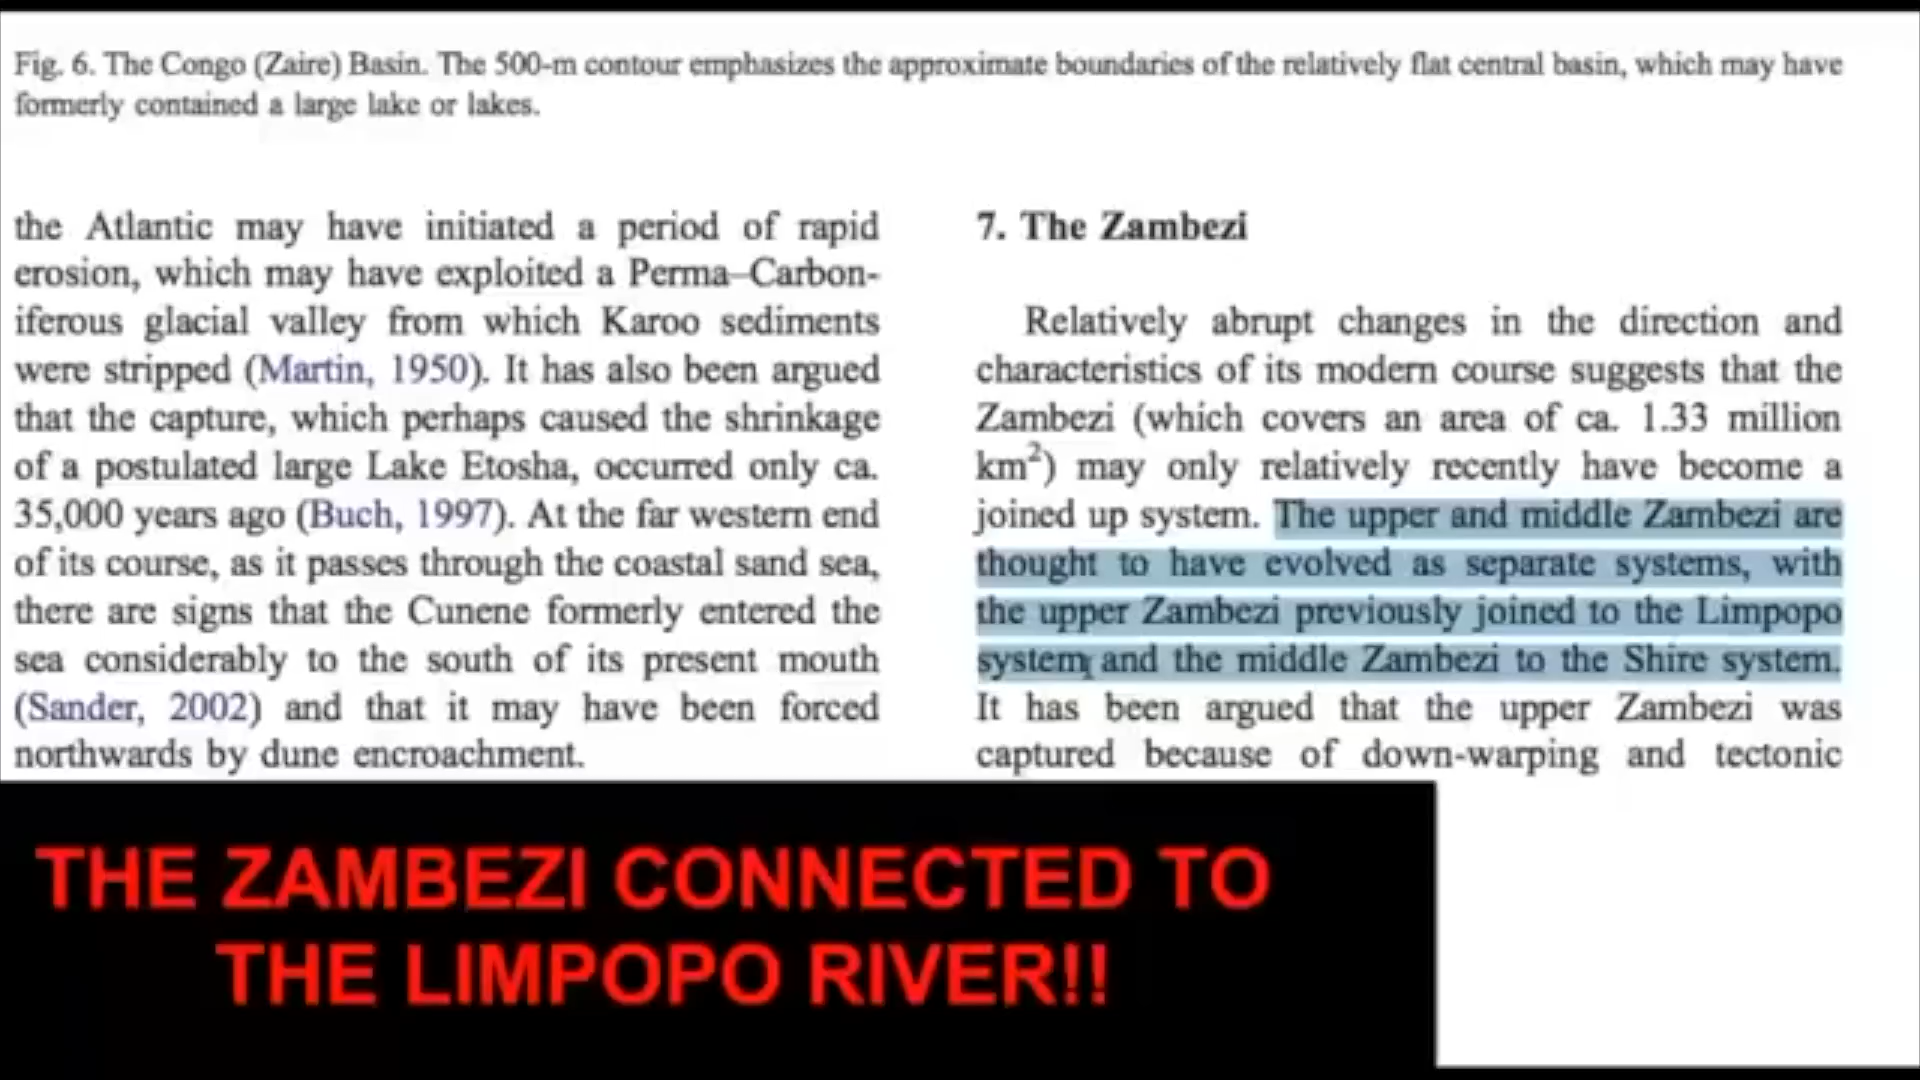 Fig. 6. The Congo (Zaire) Basin. The 500-m contour emphasizes the approximate boundaries of the relatively flat central basin, which may have
formerly contained a large lake or lakes.
the Atlantic may have initiated a period of rapid
erosion, which may have exploited a Perma–Carbon-
iferous glacial valley from which Karoo sediments
were stripped (Martin, 1950). It has also been argued
that the capture, which perhaps caused the shrinkage
of a postulated large Lake Etosha, occurred only ca.
35,000 years ago (Buch, 1997). At the far western end
of its course, as it passes through the coastal sand sea,
there are signs that the Cunene formerly entered the
sea considerably to the south of its present mouth
(Sander, 2002) and that it may have been forced
northwards by dune encroachment.
7. The Zambezi
Relatively abrupt changes in the direction and
characteristics of its modern course suggests that the
Zambezi (which covers an area of ca. 1.33 million
km²) may only relatively recently have become a
joined up system. The upper and middle Zambezi are
thought to have evolved as separate systems, with
the upper Zambezi previously joined to the Limpopo
system and the middle Zambezi to the Shire system.
It has been argued that the upper Zambezi was
captured because of down-warping and tectonic
THE ZAMBEZI CONNECTED TO
THE LIMPOPO RIVER!!